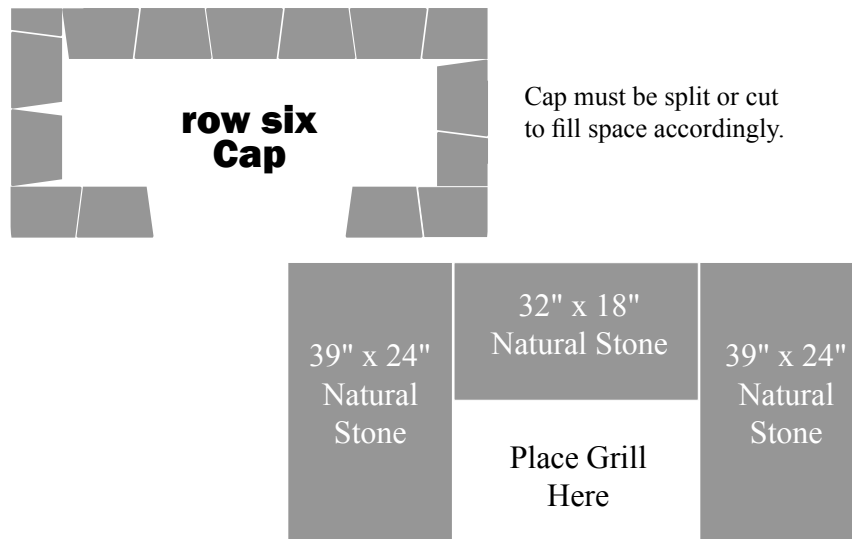 row six
Cap
Cap must be split or cut
to fill space accordingly.
39" x 24"
Natural
Stone
32" x 18"
Natural Stone
39" x 24"
Natural
Stone
Place Grill
Here